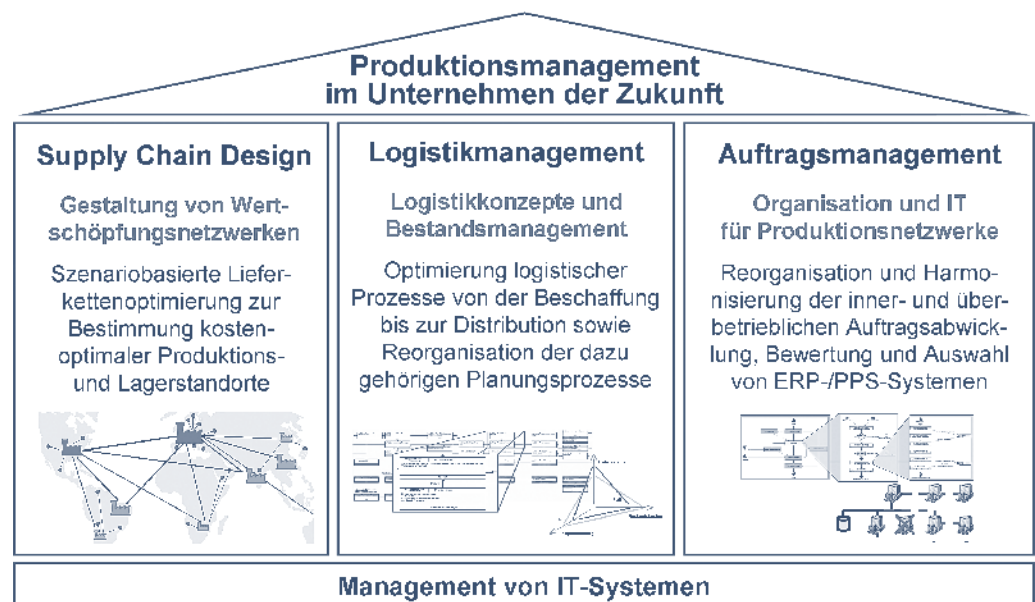 Produktionsmanagement
im Unternehmen der Zukunft
Supply Chain Design
Gestaltung von Wert-
schöpfungsnetzwerken
Szenariobasierte Liefer-
kettenoptimierung zur
Bestimmung kosten-
optimaler Produktions-
und Lagerstandorte
Logistikmanagement
Logistikkonzepte und
Bestandsmanagement
Optimierung logistischer
Prozesse von der Beschaffung
bis zur Distribution sowie
Reorganisation der dazu
gehörigen Planungsprozesse
Auftragsmanagement
Organisation und IT
für Produktionsnetzwerke
Reorganisation und Harmo-
nisierung der inner- und über-
betrieblichen Auftragsabwick-
lung, Bewertung und Auswahl
von ERP-/PPS-Systemen
Management von IT-Systemen